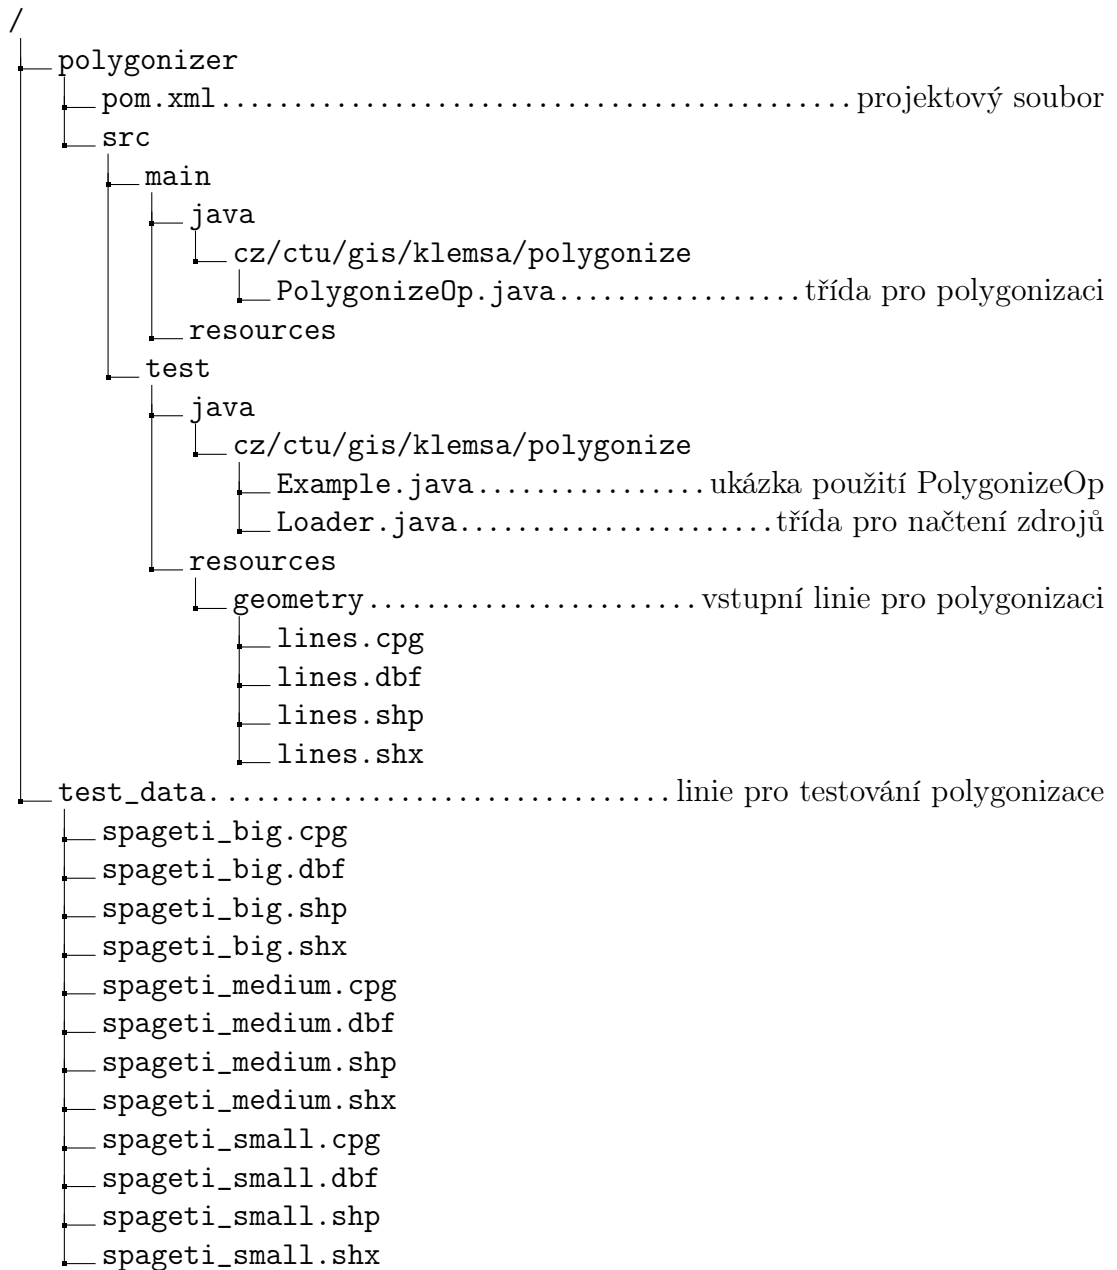 /
polygonizer
pom.xml...........................................projektový soubor
src
main
java
cz/ctu/gis/klemsa/polygonize
PolygonizeOp.java.................třída pro polygonizaci
resources
test
java
cz/ctu/gis/klemsa/polygonize
Example.java................ukázka použití PolygonizeOp
Loader.java......................třída pro načtení zdrojů
resources
geometry.......................vstupní linie pro polygonizaci
lines.cpg
lines.dbf
lines.shp
lines.shx
test_data................................linie pro testování polygonizace
spageti_big.cpg
spageti_big.dbf
spageti_big.shp
spageti_big.shx
spageti_medium.cpg
spageti_medium.dbf
spageti_medium.shp
spageti_medium.shx
spageti_small.cpg
spageti_small.dbf
spageti_small.shp
spageti_small.shx